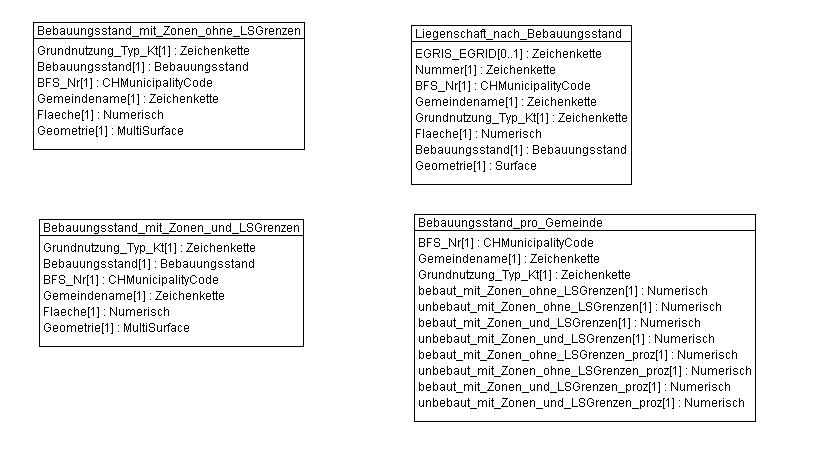 Bebauungsstand_mit_Zonen_ohne_LSGrenzen
Grundnutzung_Typ_Kt[1] : Zeichenkette
Bebauungsstand[1] : Bebauungsstand
BFS_Nr[1] : CHMunicipalityCode
Gemeindename[1] : Zeichenkette
Flaeche[1] : Numerisch
Geometrie[1] : MultiSurface
Liegenschaft_nach_Bebauungsstand
EGRIS_EGRID[0..1] : Zeichenkette
Nummer[1] : Zeichenkette
BFS_Nr[1] : CHMunicipalityCode
Gemeindename[1] : Zeichenkette
Grundnutzung_Typ_Kt[1] : Zeichenkette
Flaeche[1] : Numerisch
Bebauungsstand[1] : Bebauungsstand
Geometrie[1] : Surface
Bebauungsstand_mit_Zonen_und_LSGrenzen
Grundnutzung_Typ_Kt[1] : Zeichenkette
Bebauungsstand[1] : Bebauungsstand
BFS_Nr[1] : CHMunicipalityCode
Gemeindename[1] : Zeichenkette
Flaeche[1] : Numerisch
Geometrie[1] : MultiSurface
Bebauungsstand_pro_Gemeinde
BFS_Nr[1] : CHMunicipalityCode
Gemeindename[1] : Zeichenkette
Grundnutzung_Typ_Kt[1] : Zeichenkette
bebaut_mit_Zonen_ohne_LSGrenzen[1] : Numerisch
unbebaut_mit_Zonen_ohne_LSGrenzen[1] : Numerisch
bebaut_mit_Zonen_und_LSGrenzen[1] : Numerisch
unbebaut_mit_Zonen_und_LSGrenzen[1] : Numerisch
bebaut_mit_Zonen_ohne_LSGrenzen_proz[1] : Numerisch
unbebaut_mit_Zonen_ohne_LSGrenzen_proz[1] : Numerisch
bebaut_mit_Zonen_und_LSGrenzen_proz[1] : Numerisch
unbebaut_mit_Zonen_und_LSGrenzen_proz[1] : Numerisch